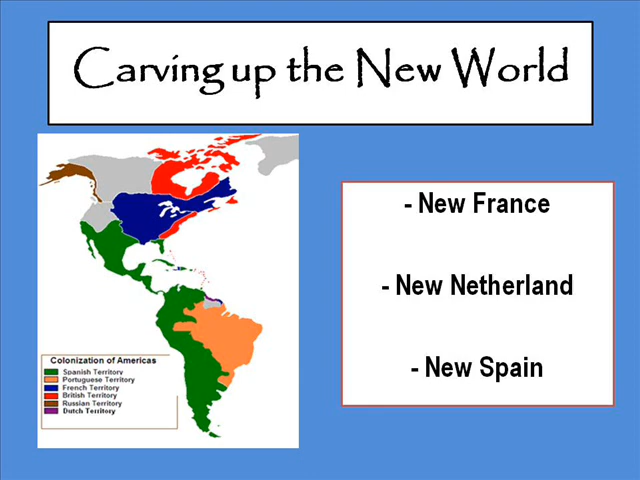 Carving up the New World
- New France
- New Netherland
- New Spain
Colonization of Americas
Spanish Territory
Portuguese Territory
French Territory
British Territory
Russian Territory
Dutch Territory